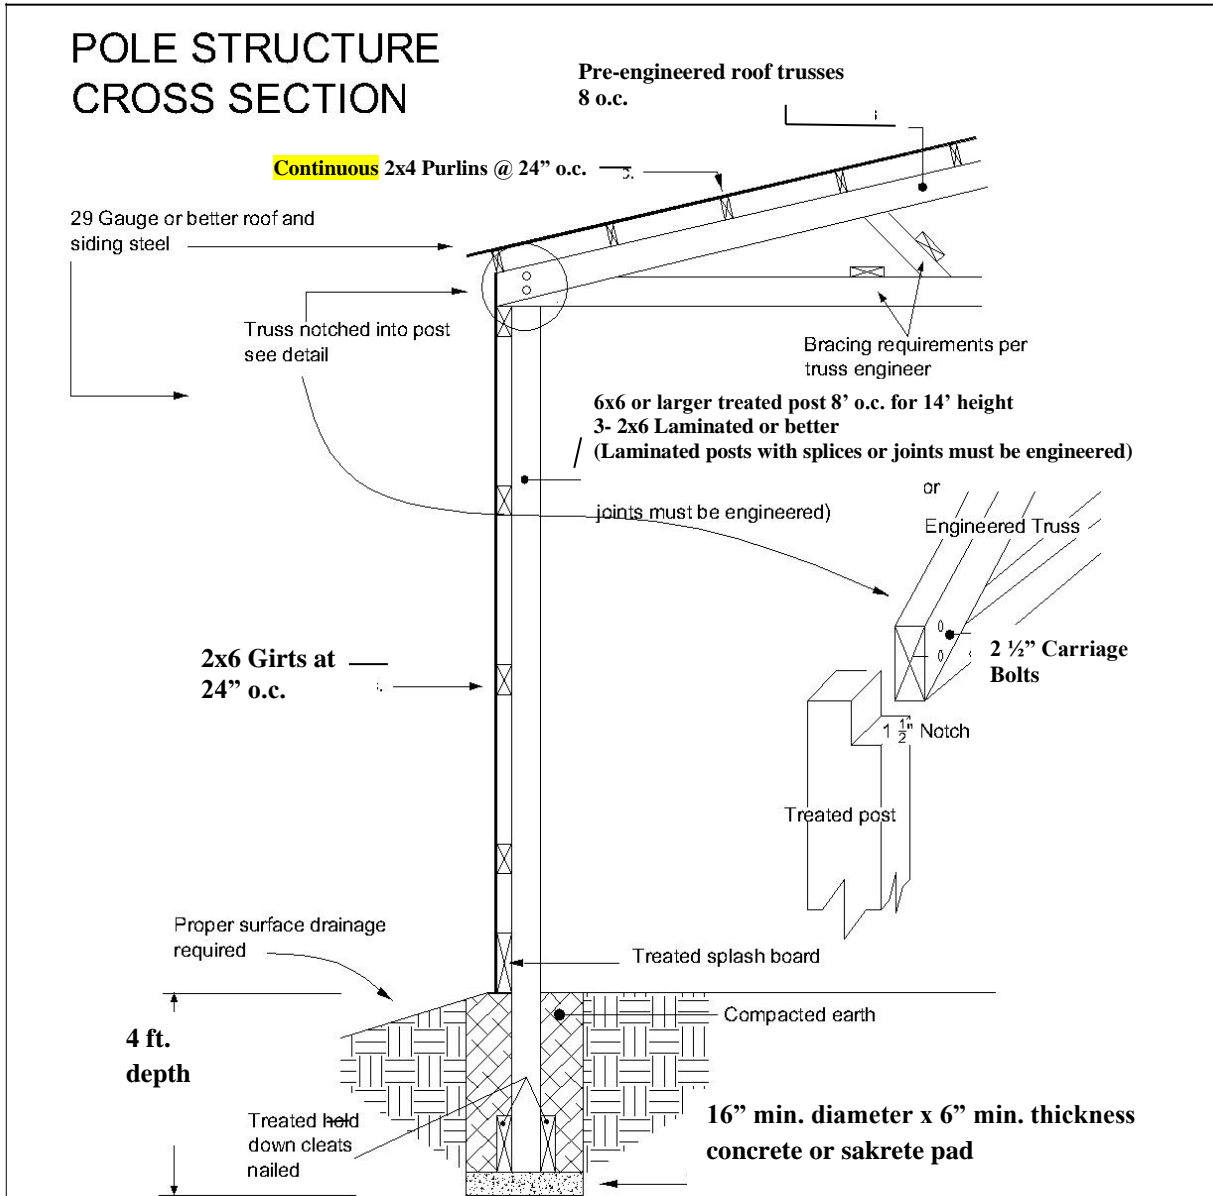 POLE STRUCTURE
CROSS SECTION
Pre-engineered roof trusses
8 o.c.
Continuous 2x4 Purlins @ 24” o.c.
29 Gauge or better roof and
siding steel
Truss notched into post
see detail
Bracing requirements per
truss engineer
6x6 or larger treated post 8’ o.c. for 14’ height
3- 2x6 Laminated or better
(Laminated posts with splices or joints must be engineered)
joints must be engineered)
or
Engineered Truss
2x6 Girts at
24” o.c.
2 ½” Carriage
Bolts
1 1/2" Notch
Treated post
Proper surface drainage
required
Treated splash board
Compacted earth
4 ft.
depth
Treated hold
down cleats
nailed
16” min. diameter x 6” min. thickness
concrete or sakrete pad